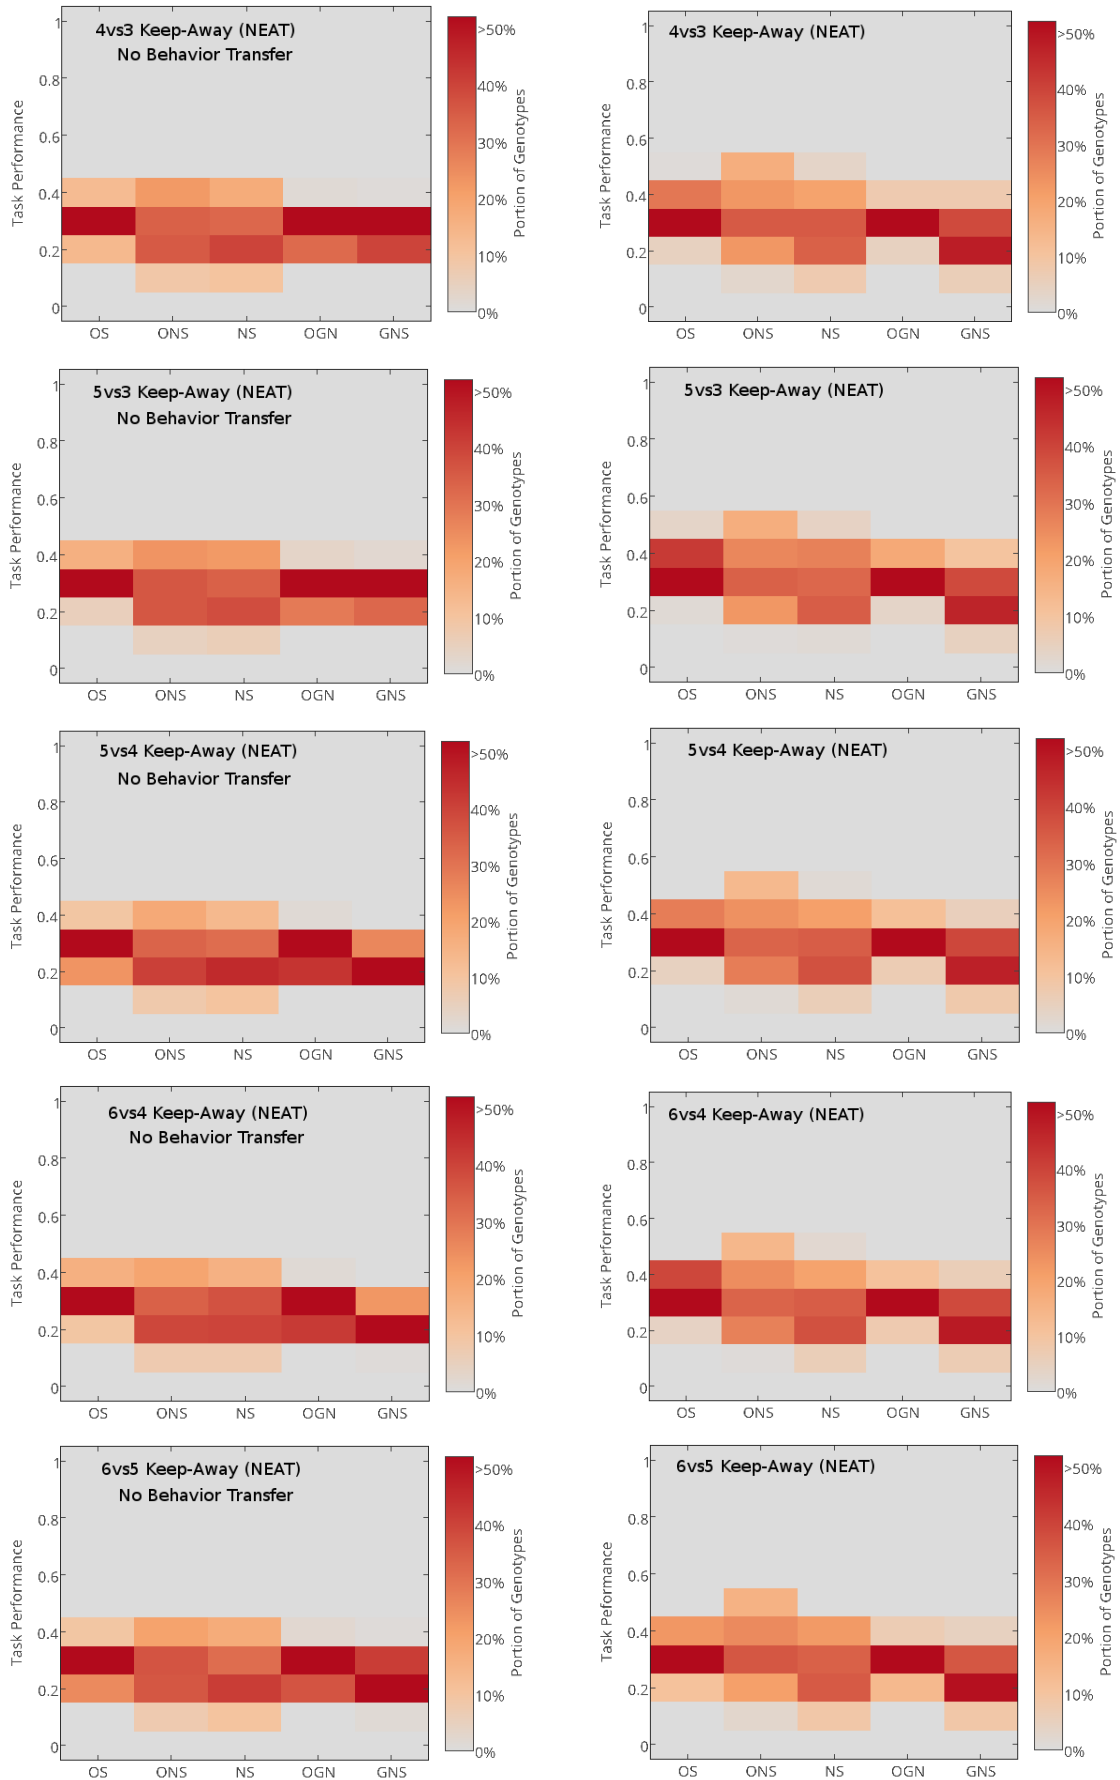 4vs3 Keep-Away (NEAT)
No Behavior Transfer
Task Performance
1
0.8
0.6
0.4
0.2
0
OS ONS NS OGN GNS
>50%
40%
30%
20%
10%
0%
Portion of Genotypes
4vs3 Keep-Away (NEAT)
Task Performance
1
0.8
0.6
0.4
0.2
0
OS ONS NS OGN GNS
>50%
40%
30%
20%
10%
0%
Portion of Genotypes
5vs3 Keep-Away (NEAT)
No Behavior Transfer
Task Performance
1
0.8
0.6
0.4
0.2
0
OS ONS NS OGN GNS
>50%
40%
30%
20%
10%
0%
Portion of Genotypes
5vs3 Keep-Away (NEAT)
Task Performance
1
0.8
0.6
0.4
0.2
0
OS ONS NS OGN GNS
>50%
40%
30%
20%
10%
0%
Portion of Genotypes
5vs4 Keep-Away (NEAT)
No Behavior Transfer
Task Performance
1
0.8
0.6
0.4
0.2
0
OS ONS NS OGN GNS
>50%
40%
30%
20%
10%
0%
Portion of Genotypes
5vs4 Keep-Away (NEAT)
Task Performance
1
0.8
0.6
0.4
0.2
0
OS ONS NS OGN GNS
>50%
40%
30%
20%
10%
0%
Portion of Genotypes
6vs4 Keep-Away (NEAT)
No Behavior Transfer
Task Performance
1
0.8
0.6
0.4
0.2
0
OS ONS NS OGN GNS
>50%
40%
30%
20%
10%
0%
Portion of Genotypes
6vs4 Keep-Away (NEAT)
Task Performance
1
0.8
0.6
0.4
0.2
0
OS ONS NS OGN GNS
>50%
40%
30%
20%
10%
0%
Portion of Genotypes
6vs5 Keep-Away (NEAT)
No Behavior Transfer
Task Performance
1
0.8
0.6
0.4
0.2
0
OS ONS NS OGN GNS
>50%
40%
30%
20%
10%
0%
Portion of Genotypes
6vs5 Keep-Away (NEAT)
Task Peformance
1
0.8
0.6
0.4
0.2
0
OS ONS NS OGN GNS
>50%
40%
30%
20%
10%
0%
Portion of Genotypes